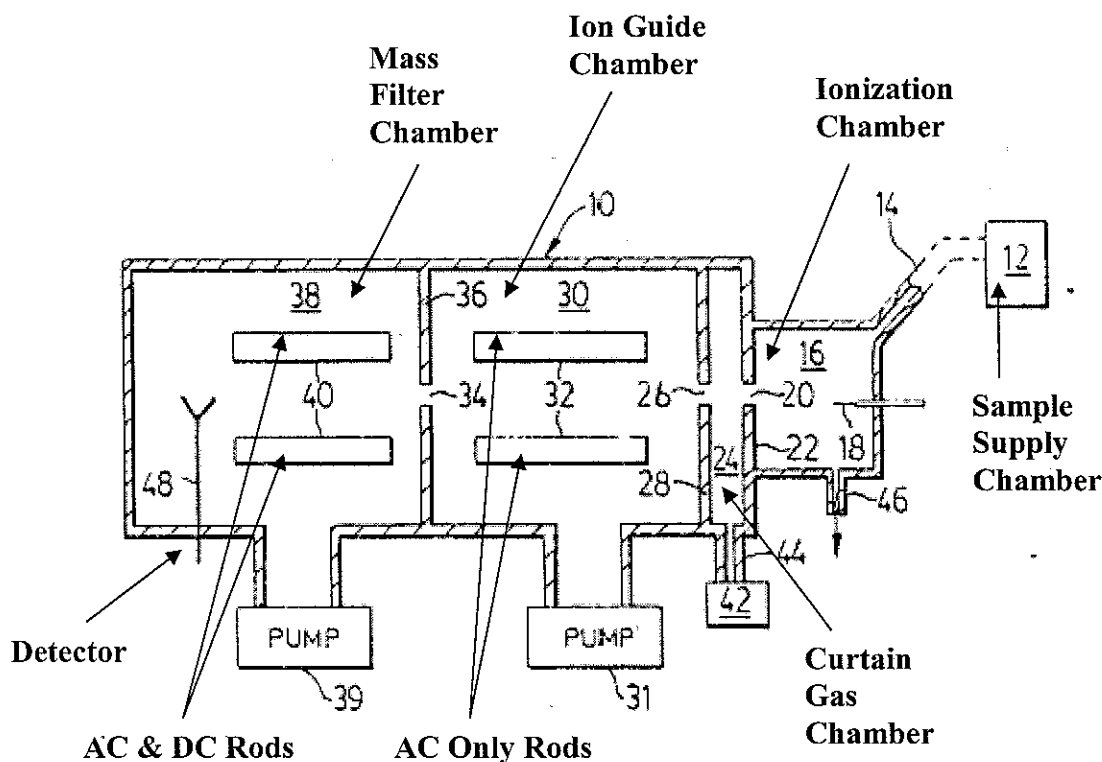 Ion Guide
Chamber
Mass
Filter
Chamber
Ionization
Chamber
10
14
12
38
36
30
16
40
34
32
26
20
18
Sample
Supply
Chamber
48
28
24
22
46
44
42
PUMP
PUMP
Detector
39
31
Curtain
Gas
Chamber
AC & DC Rods
AC Only Rods